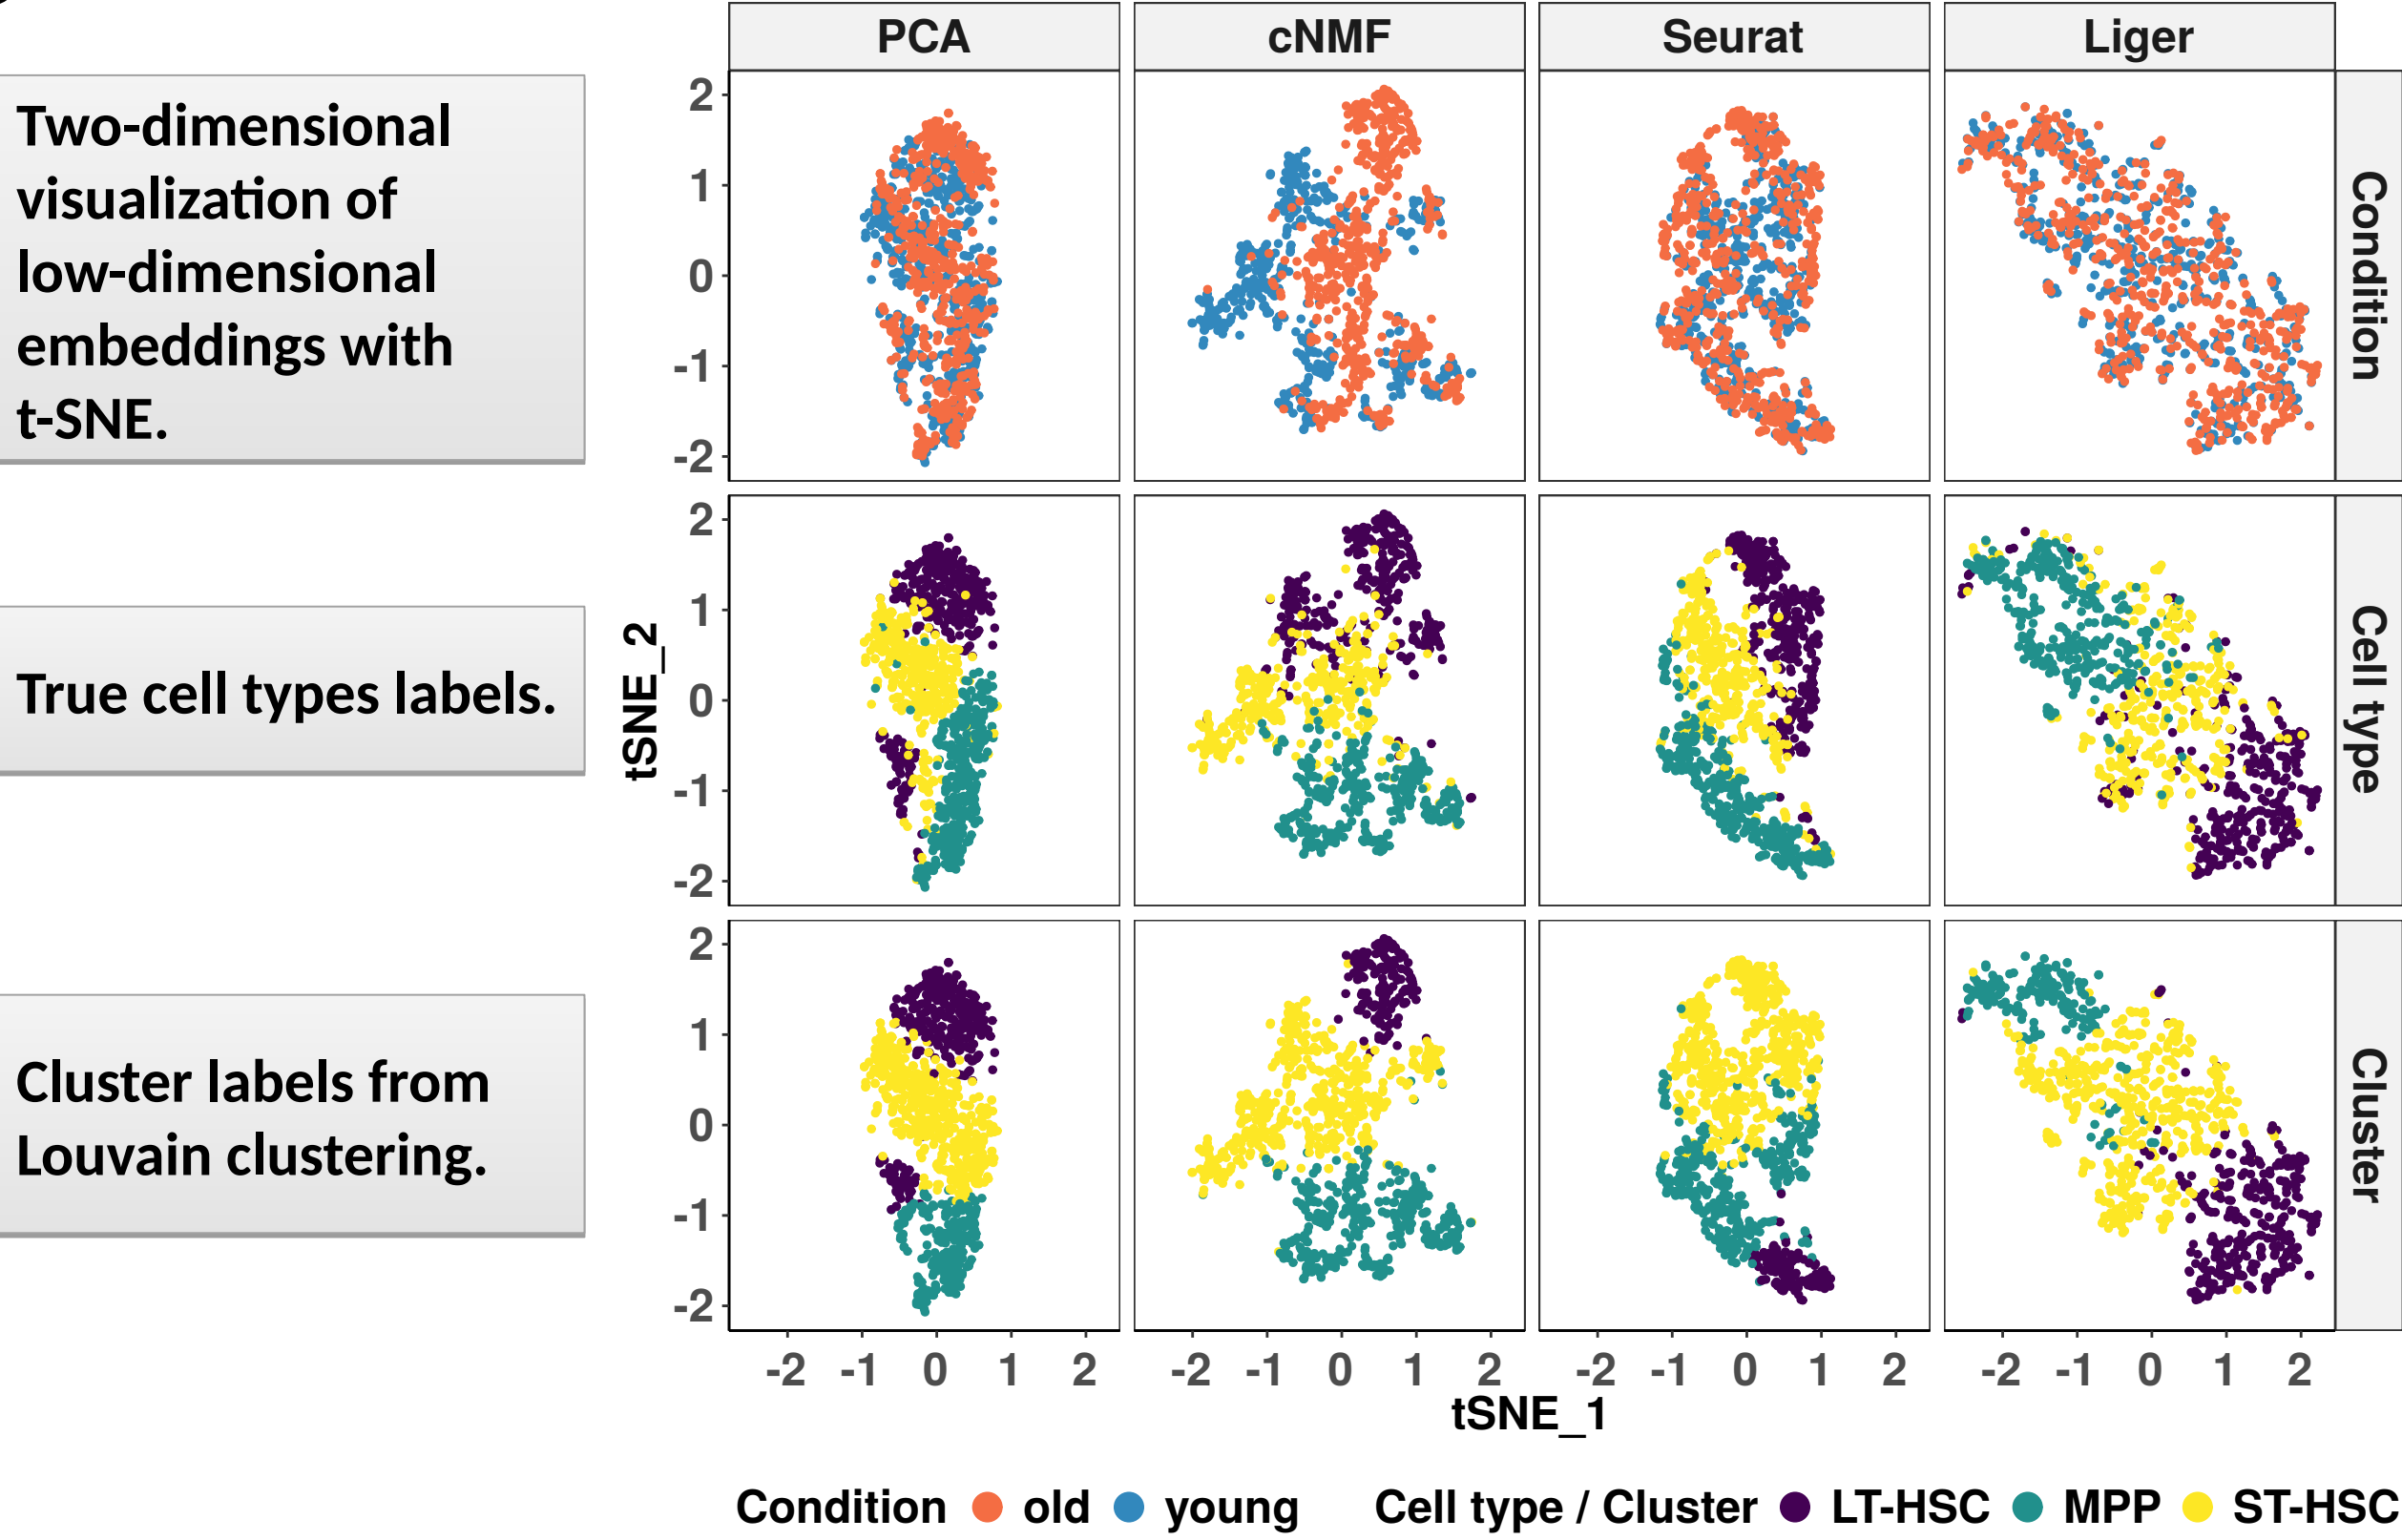 PCA cNMF Seurat Liger
Two-dimensional
visualization of
low-dimensional
embeddings with
t-SNE.
2
1
0
-1
-2
Condition
True cell types labels.
tSNE_2
2
1
0
-1
-2
Cell type
Cluster labels from
Louvain clustering.
2
1
0
-1
-2
Cluster
-2 -1 0 1 2 -2 -1 0 1 2 -2 -1 0 1 2 -2 -1 0 1 2
tSNE_1
Condition old young Cell type / Cluster LT-HSC MPP ST-HSC